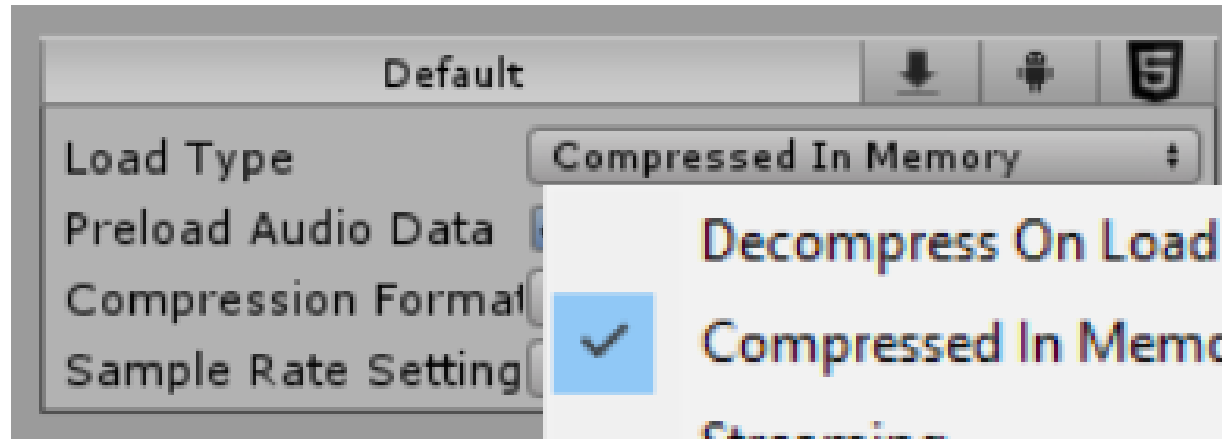 Default
Load Type
Compressed In Memory
Preload Audio Data
Decompress On Load
Compression Format
Compressed In Memo
Sample Rate Setting
Streaming